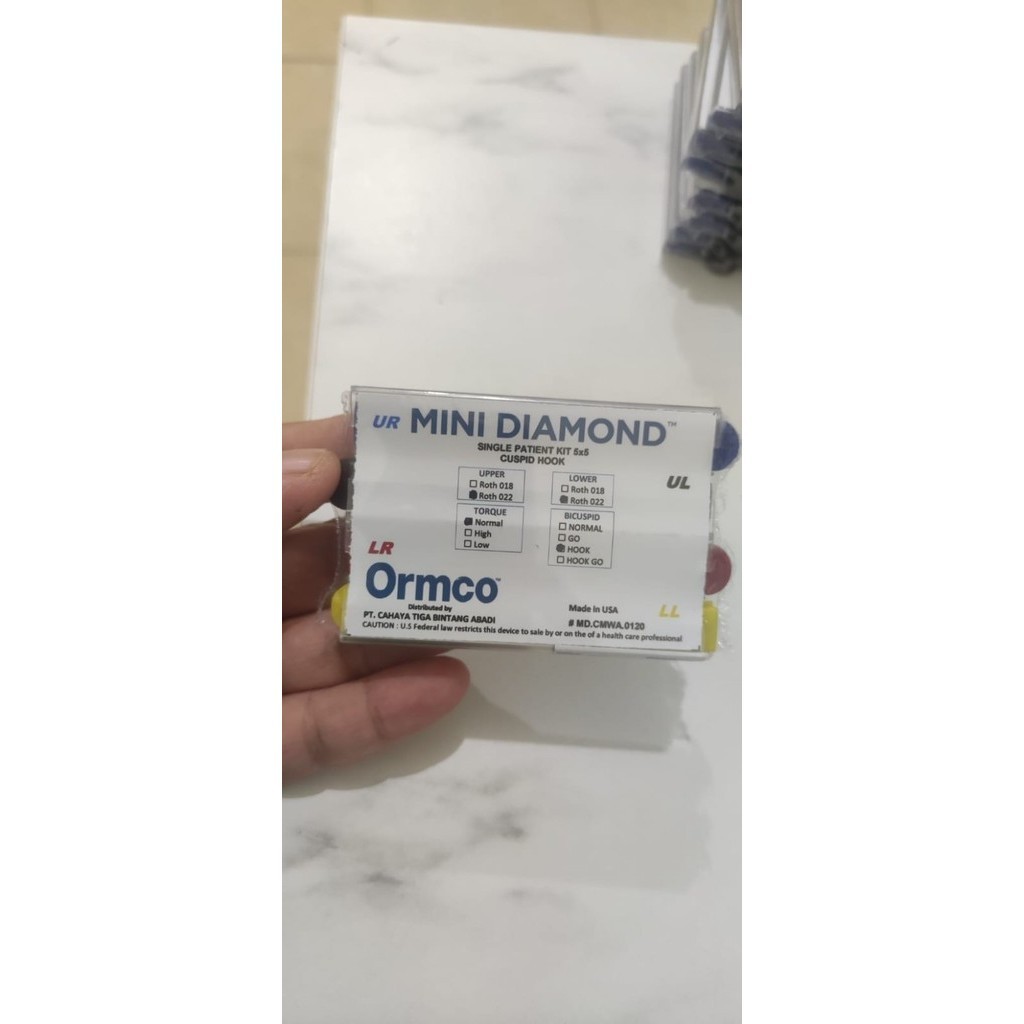 UR MINI DIAMOND™
SINGLE PATIENT KIT 5x5
CUSPID HOOK
UL
UPPER
Roth 018
Roth 022
LOWER
Roth 018
Roth 022
TORQUE
Normal
High
Low
BICUSPID
NORMAL
GO
HOOK
HOOK GO
LR
Ormco™
Distributed by
PT. CAHAYA TIGA BINTANG ABADI
Made In USA
# MD.CMWA.0120
LL
CAUTION : U.S Federal law restricts this device to sale by or on the of a health care professional